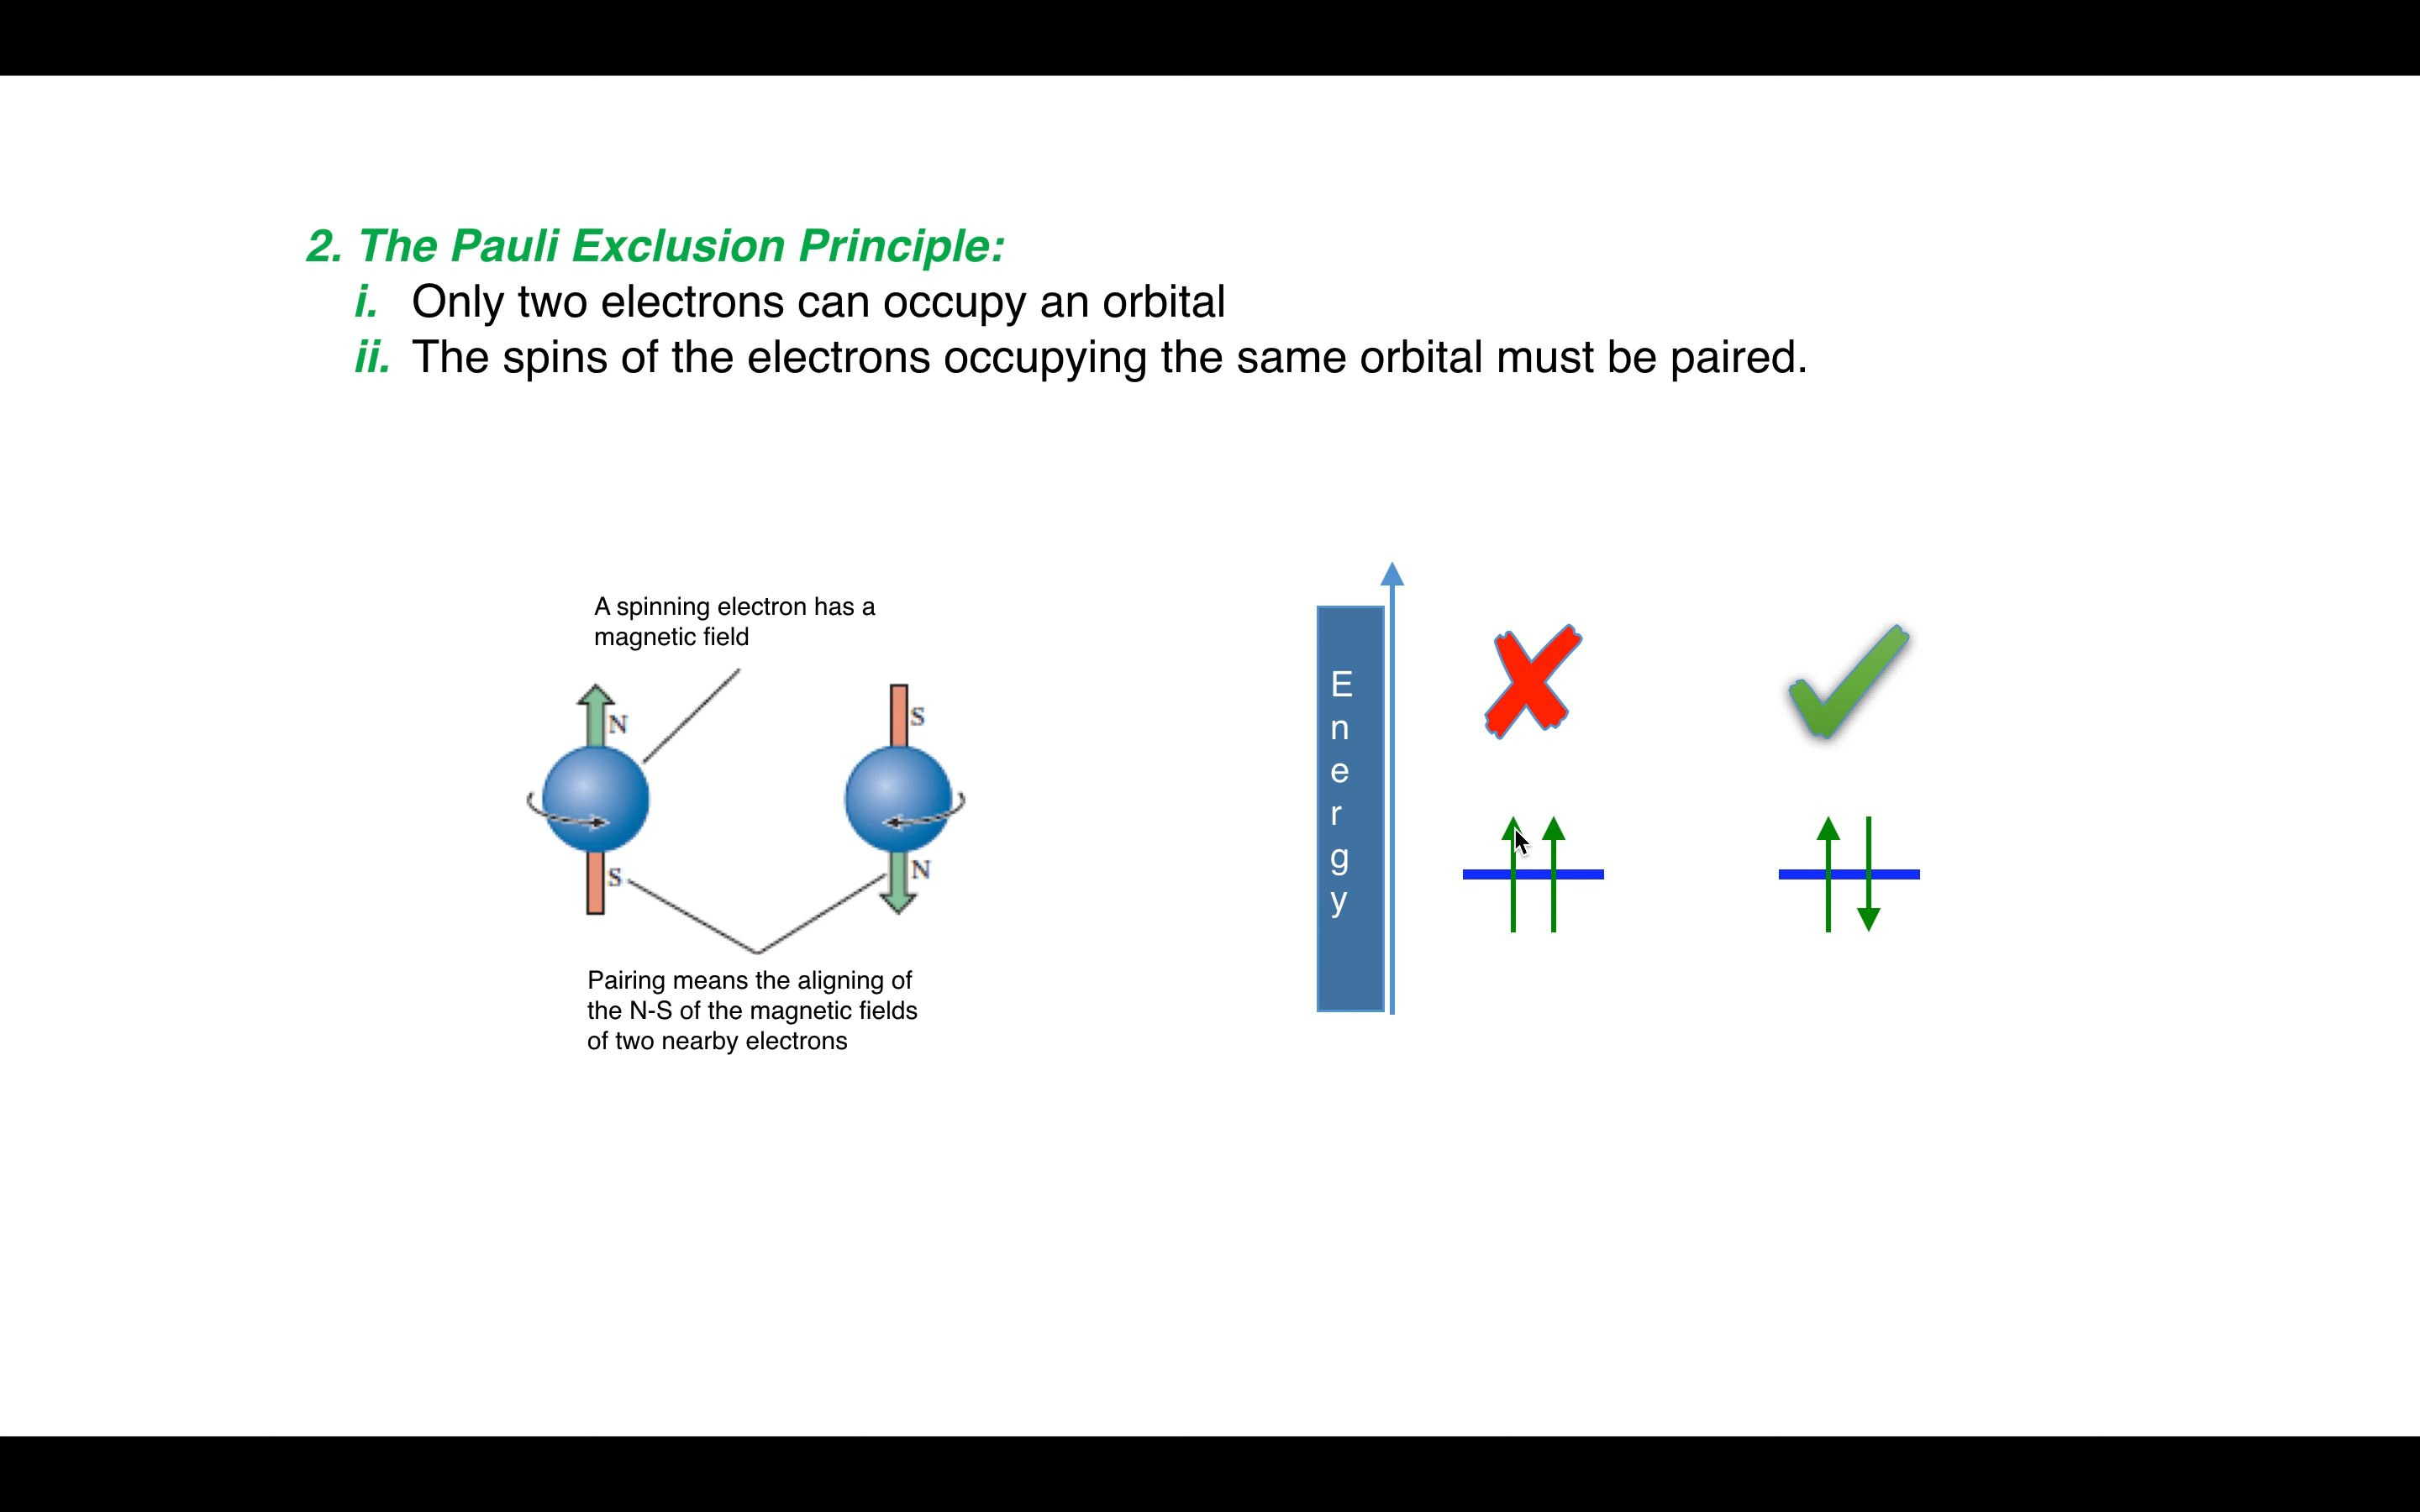 2. The Pauli Exclusion Principle:
i. Only two electrons can occupy an orbital
ii. The spins of the electrons occupying the same orbital must be paired.
A spinning electron has a
magnetic field
N
S
S
N
Pairing means the aligning of
the N-S of the magnetic fields
of two nearby electrons
E
n
e
r
g
y